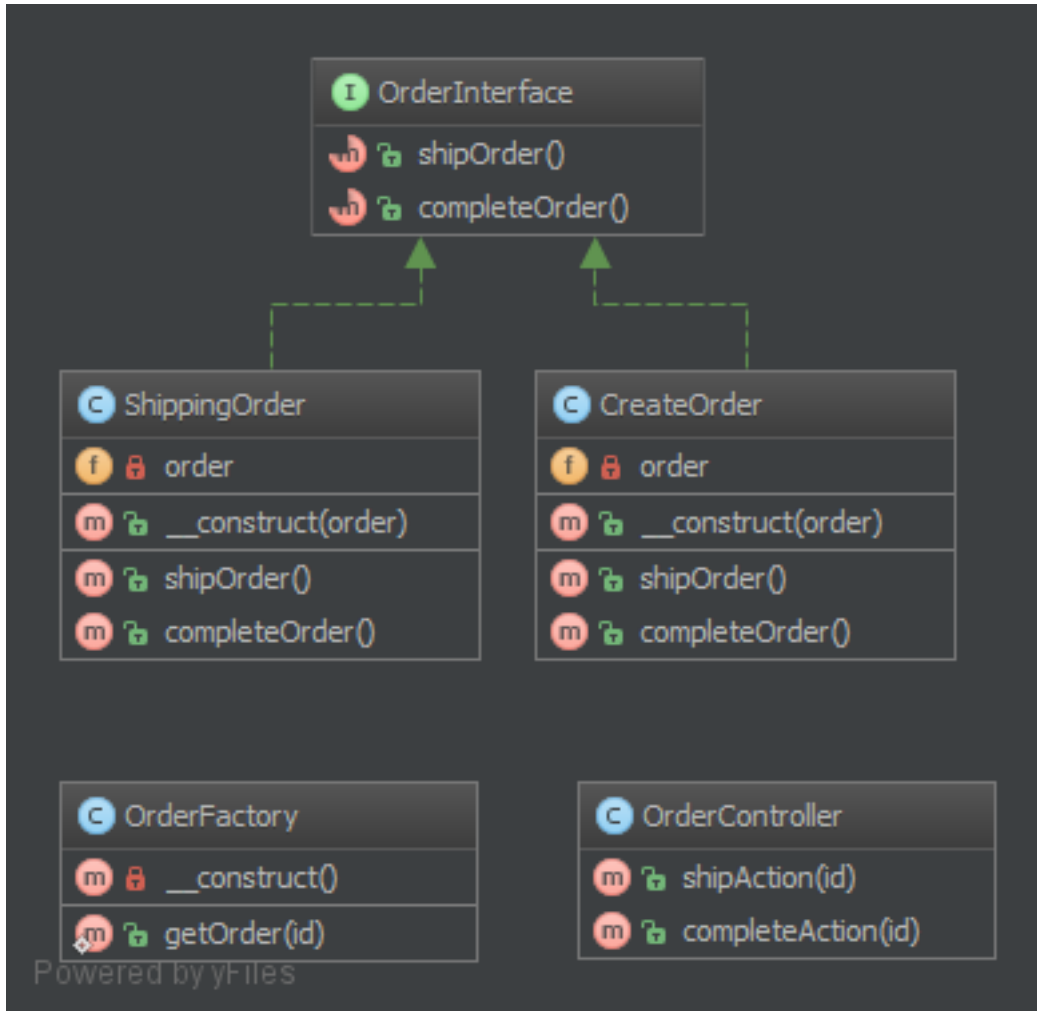 I OrderInterface
m shipOrder()
m completeOrder()
C ShippingOrder
f order
m __construct(order)
m shipOrder()
m completeOrder()
C CreateOrder
f order
m __construct(order)
m shipOrder()
m completeOrder()
C OrderFactory
m __construct()
m getOrder(id)
C OrderController
m shipAction(id)
m completeAction(id)
Powered by yFiles